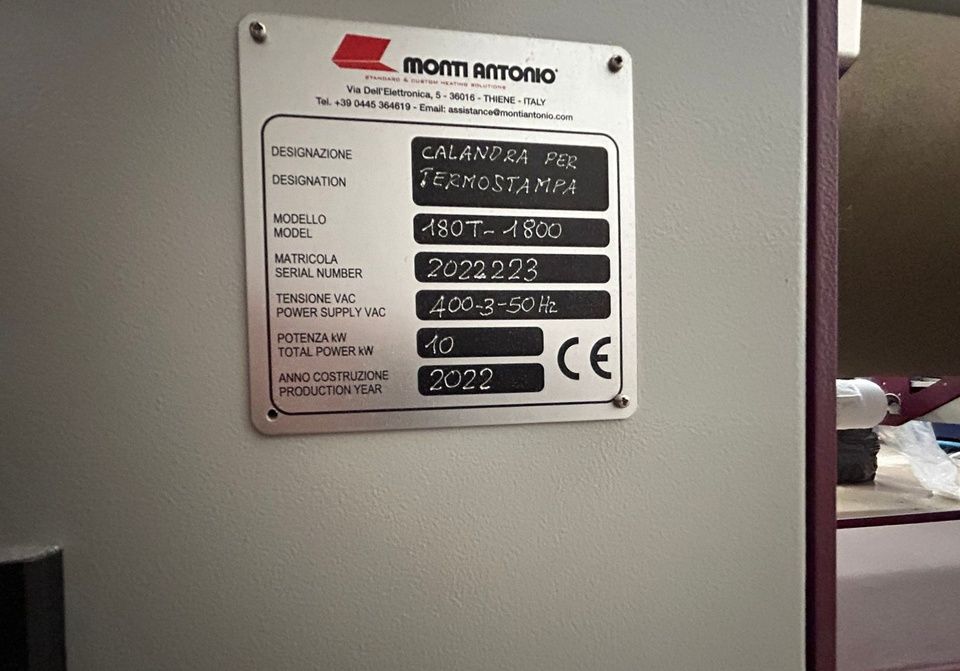 MONTI ANTONIO
STANDARD & CUSTOM HEATING SOLUTIONS
Via Dell'Elettronica, 5 - 36016 - THIENE - ITALY
Tel. +39 0445 364619 - Email: assistance@montiantonio.com
DESIGNAZIONE CALANDRA PER
DESIGNATION TERMOSTAMPA
MODELLO
MODEL 180T-1800
MATRICOLA
SERIAL NUMBER 2022223
TENSIONE VAC
POWER SUPPLY VAC 400-3-50Hz
POTENZA kW
TOTAL POWER kW 10
ANNO COSTRUZIONE
PRODUCTION YEAR 2022
CE